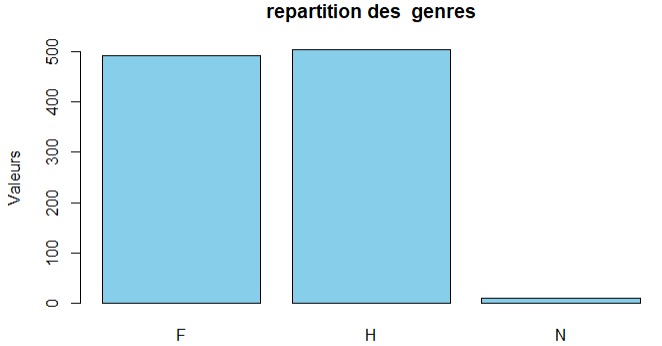 repartition des  genres
Valeurs
500
400
300
200
100
0
F
H
N